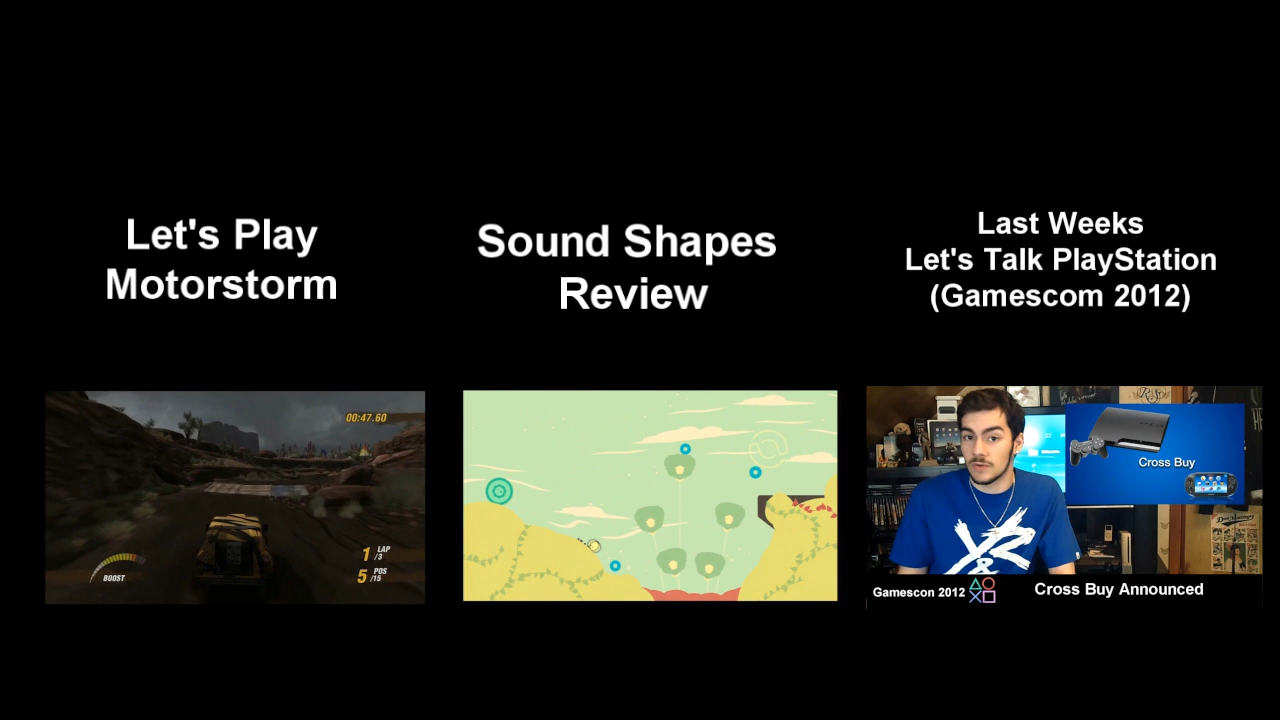 Let's Play
Motorstorm
Sound Shapes
Review
Last Weeks
Let's Talk PlayStation
(Gamescom 2012)
00:47.60
1 LAP /3
5 POS /15
BOOST
Cross Buy
Gamescon 2012
Cross Buy Announced